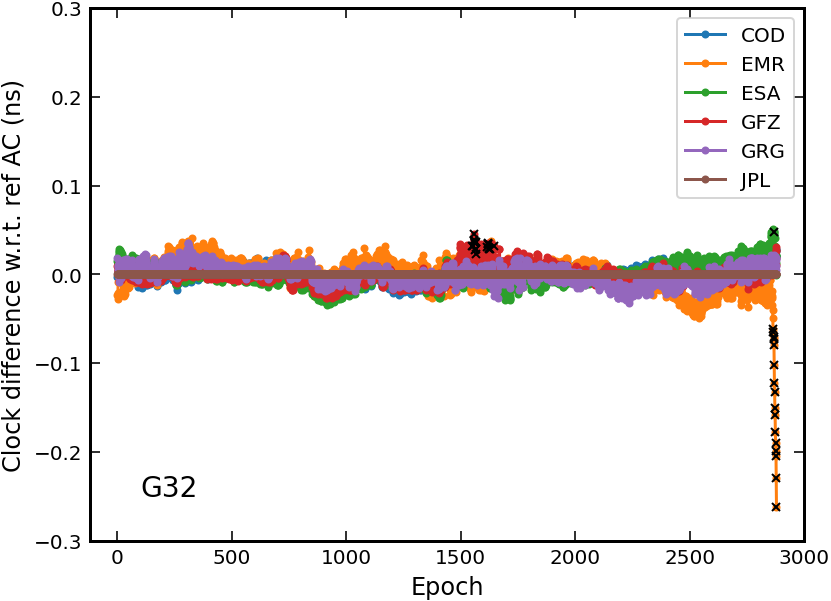 Clock difference w.r.t. ref AC (ns)
0.3
0.2
0.1
0.0
−0.1
−0.2
−0.3
COD
EMR
ESA
GFZ
GRG
JPL
G32
0 500 1000 1500 2000 2500 3000
Epoch